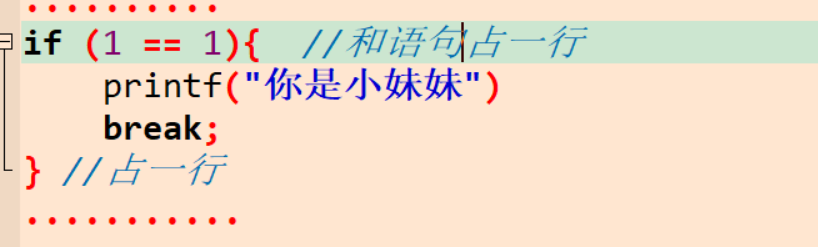 ..........
if (1 == 1){  //和语句占一行
    printf("你是小妹妹")
    break;
} //占一行
...........